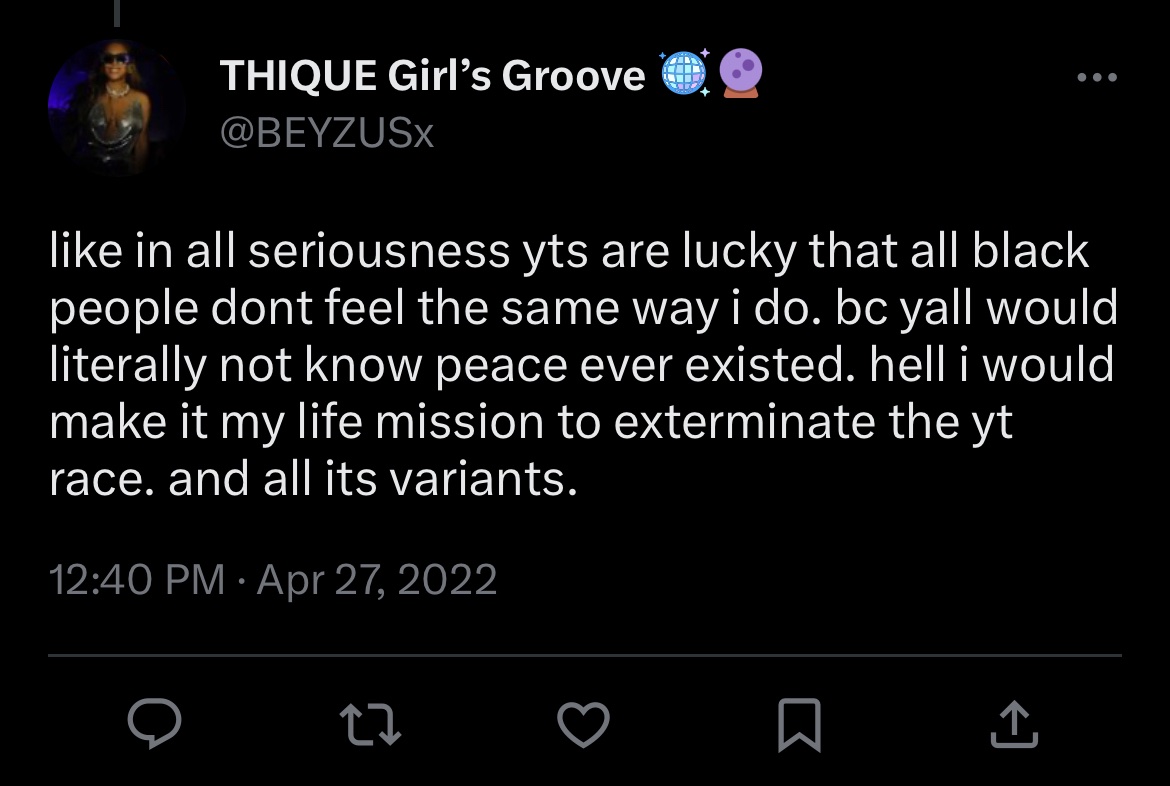 THIQUE Girl’s Groove 🪩🔮
@BEYZUSx
like in all seriousness yts are lucky that all black
people dont feel the same way i do. bc yall would
literally not know peace ever existed. hell i would
make it my life mission to exterminate the yt
race. and all its variants.
12:40 PM · Apr 27, 2022